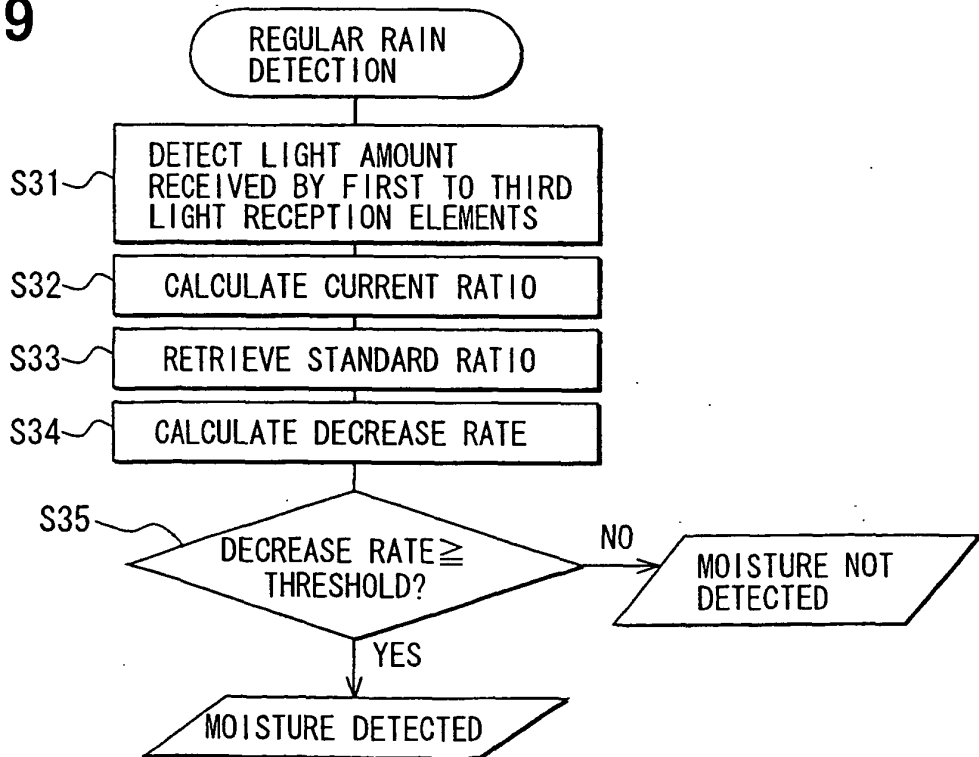 9
REGULAR RAIN
DETECTION
S31
DETECT LIGHT AMOUNT
RECEIVED BY FIRST TO THIRD
LIGHT RECEPTION ELEMENTS
S32
CALCULATE CURRENT RATIO
S33
RETRIEVE STANDARD RATIO
S34
CALCULATE DECREASE RATE
S35
DECREASE RATE≧
THRESHOLD?
NO
MOISTURE NOT
DETECTED
YES
MOISTURE DETECTED